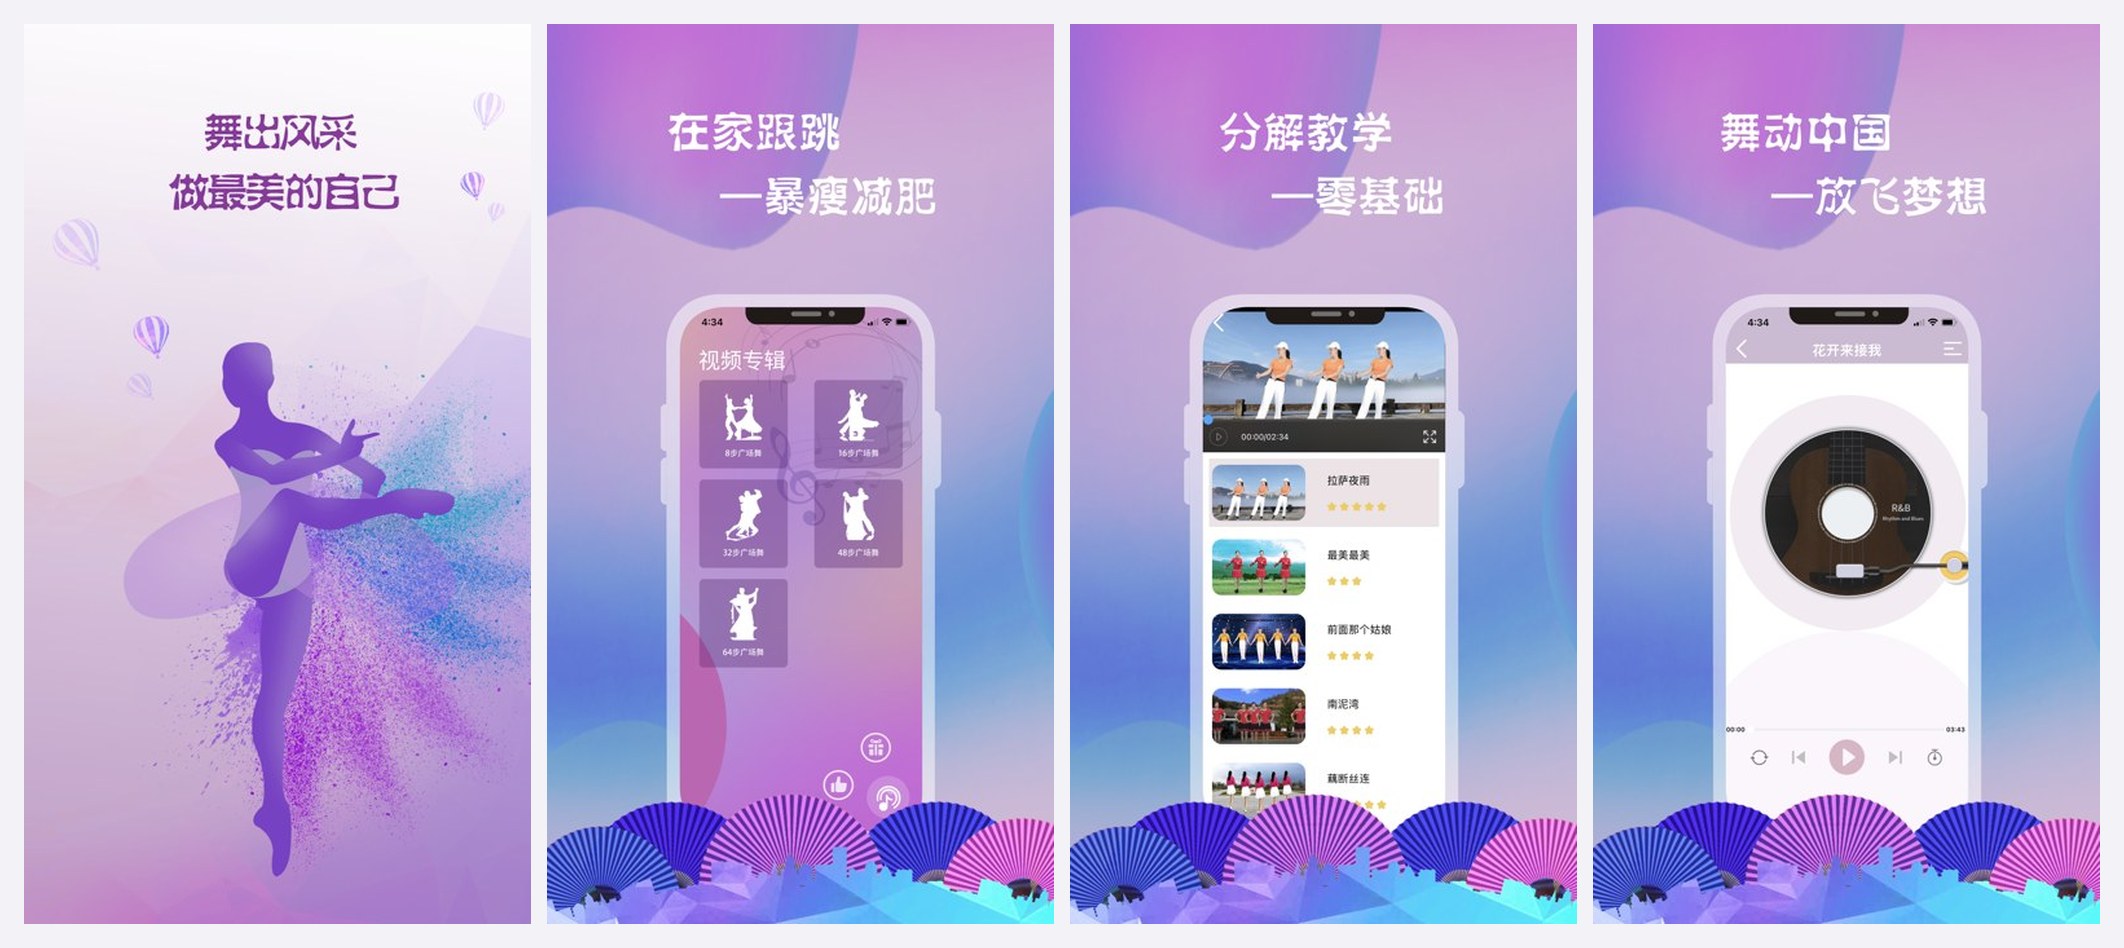 舞出风采
做最美的自己
在家跟跳
—暴瘦减肥
4:34
视频专辑
8步广场舞
16步广场舞
32步广场舞
48步广场舞
64步广场舞
分解教学
—零基础
00:00/02:34
拉萨夜雨
最美最美
前面那个姑娘
南泥湾
藕断丝连
舞动中国
—放飞梦想
4:34
花开来接我
R&B
Rhythm and Blues
00:00
03:43